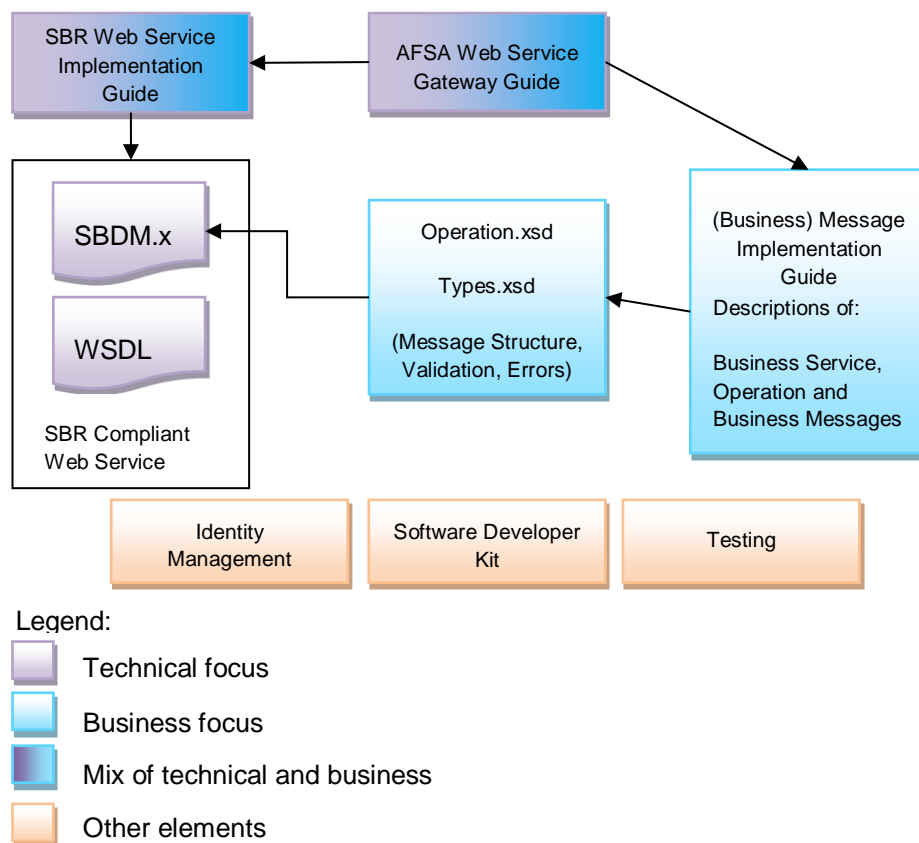 SBR Web Service
Implementation
Guide
AFSA Web Service
Gateway Guide
SBDM.x
WSDL
SBR Compliant
Web Service
Operation.xsd
Types.xsd
(Message Structure,
Validation, Errors)
(Business) Message
Implementation
Guide
Descriptions of:
Business Service,
Operation and
Business Messages
Identity
Management
Software Developer
Kit
Testing
Legend:
Technical focus
Business focus
Mix of technical and business
Other elements